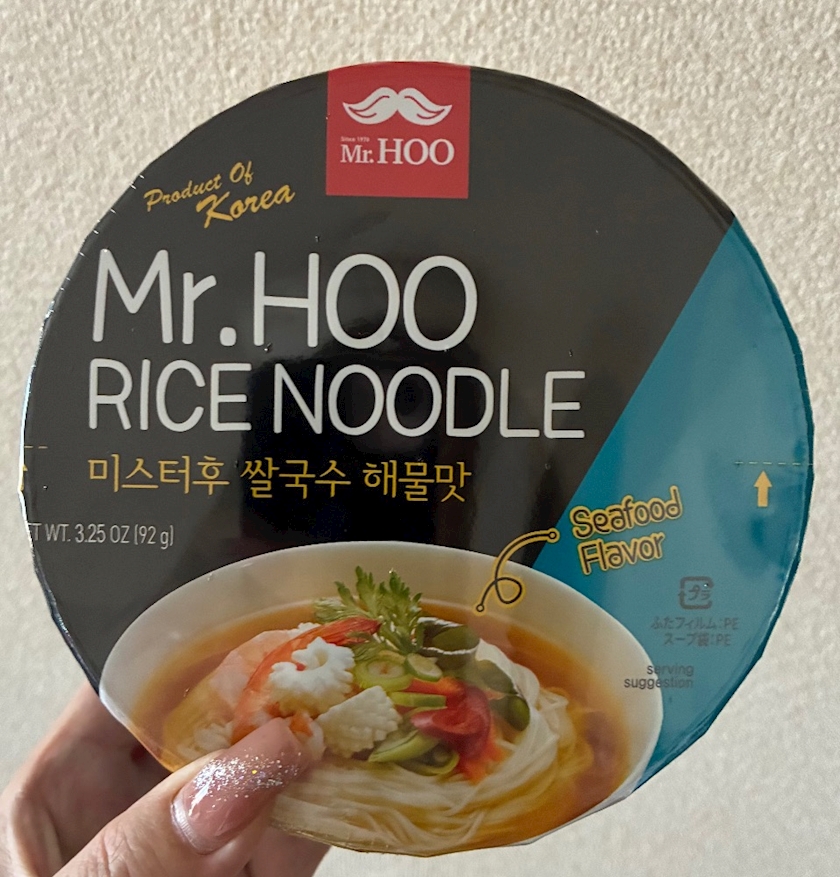 Since 1976
Mr. HOO
Product Of
Korea
Mr. HOO
RICE NOODLE
미스터후 쌀국수 해물맛
T WT. 3.25 OZ (92 g)
Seafood
Flavor
プラ
ふたフィルム:PE
スープ袋:PE
serving
suggestion